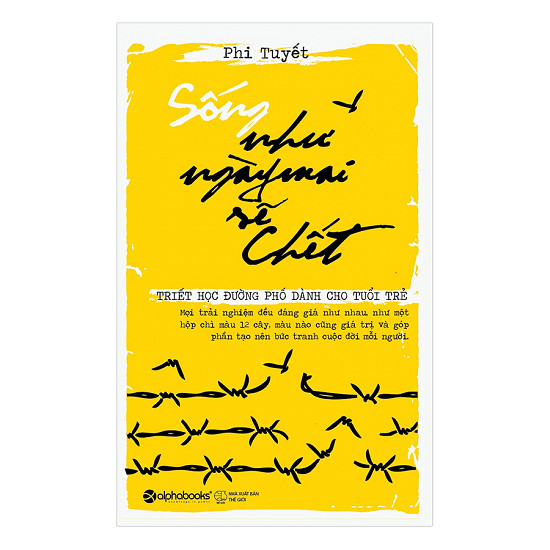 Phi Tuyết
Sống
như
ngày mai
sẽ
Chết
TRIẾT HỌC ĐƯỜNG PHỐ DÀNH CHO TUỔI TRẺ
Mọi trải nghiệm đều đáng giá như nhau, như một
hộp chì màu 12 cây, màu nào cũng giá trị và góp
phần tạo nên bức tranh cuộc đời mỗi người.
alphabooks
NHÀ XUẤT BẢN
THẾ GIỚI